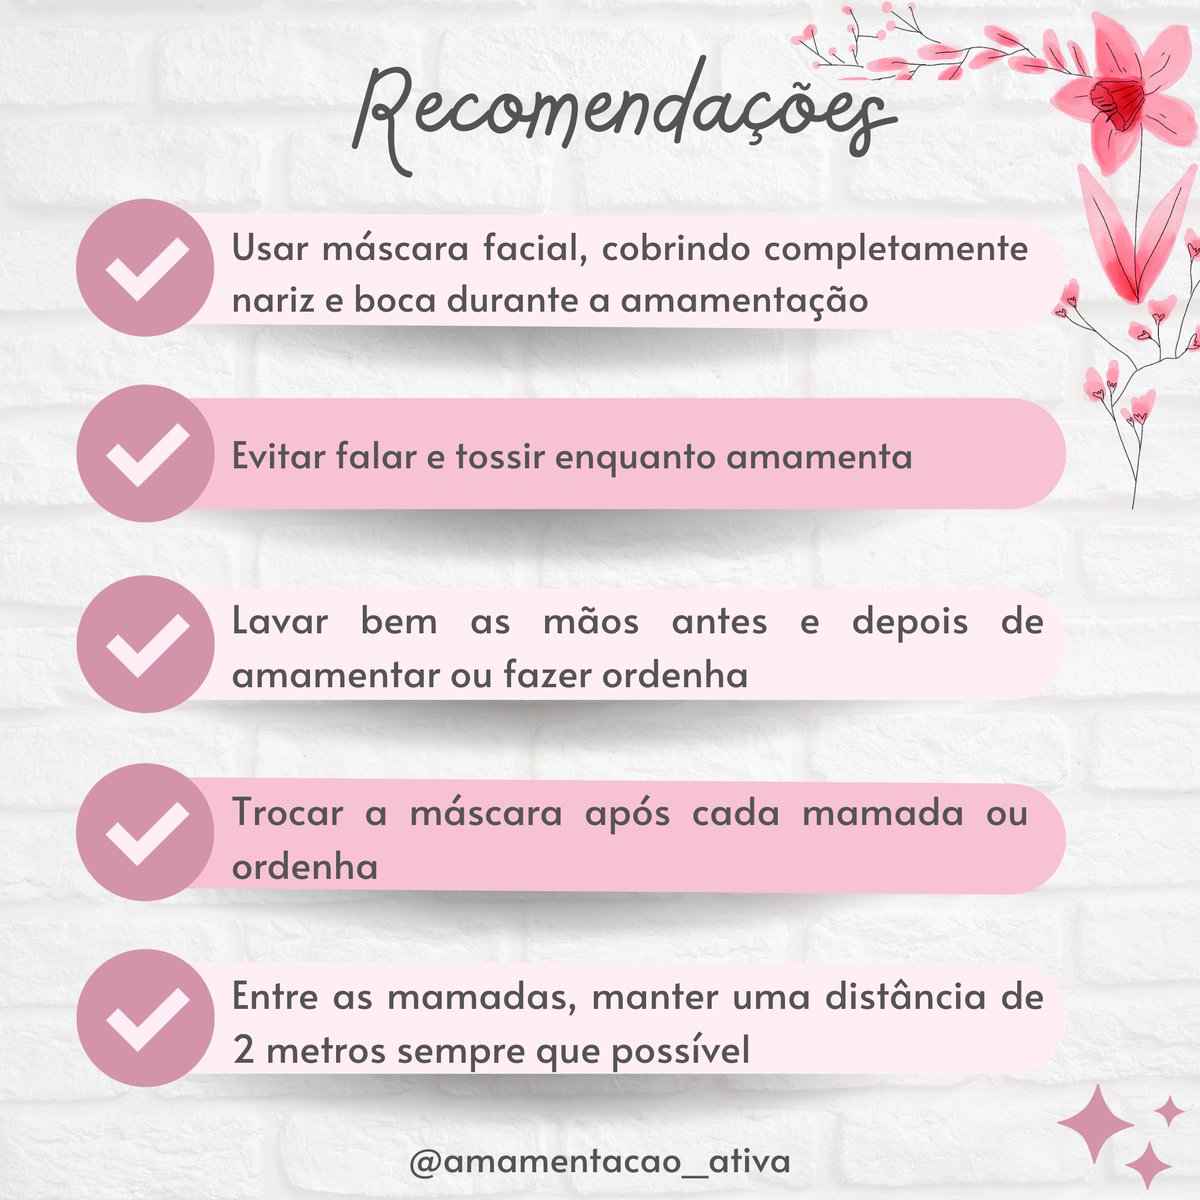 Recomendações
Usar máscara facial, cobrindo completamente
nariz e boca durante a amamentação
Evitar falar e tossir enquanto amamenta
Lavar bem as mãos antes e depois de
amamentar ou fazer ordenha
Trocar a máscara após cada mamada ou
ordenha
Entre as mamadas, manter uma distância de
2 metros sempre que possível
@amamentacao_ativa